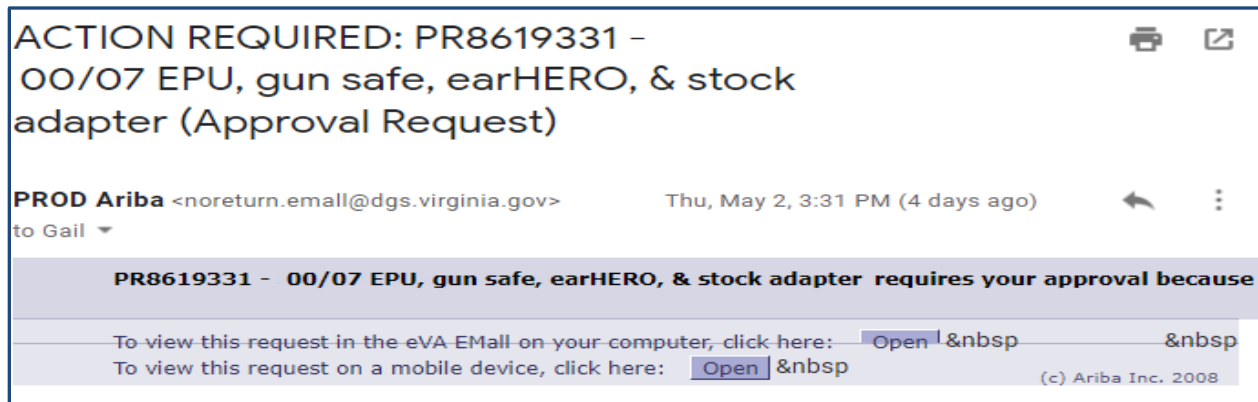 ACTION REQUIRED: PR8619331 -
00/07 EPU, gun safe, earHERO, & stock
adapter (Approval Request)
PROD Ariba <noreturn.emall@dgs.virginia.gov> Thu, May 2, 3:31 PM (4 days ago)
to Gail
PR8619331 - 00/07 EPU, gun safe, earHERO, & stock adapter requires your approval because
To view this request in the eVA EMall on your computer, click here: Open &nbsp &nbsp
To view this request on a mobile device, click here: Open &nbsp
(c) Ariba Inc. 2008